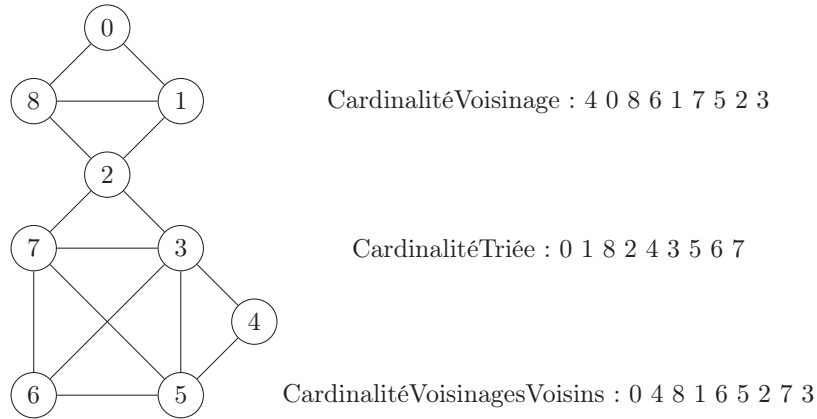 0
8 1 CardinalitéVoisinage : 4 0 8 6 1 7 5 2 3
2
7 3 CardinalitéTriée : 0 1 8 2 4 3 5 6 7
4
6 5 CardinalitéVoisinagesVoisins : 0 4 8 1 6 5 2 7 3